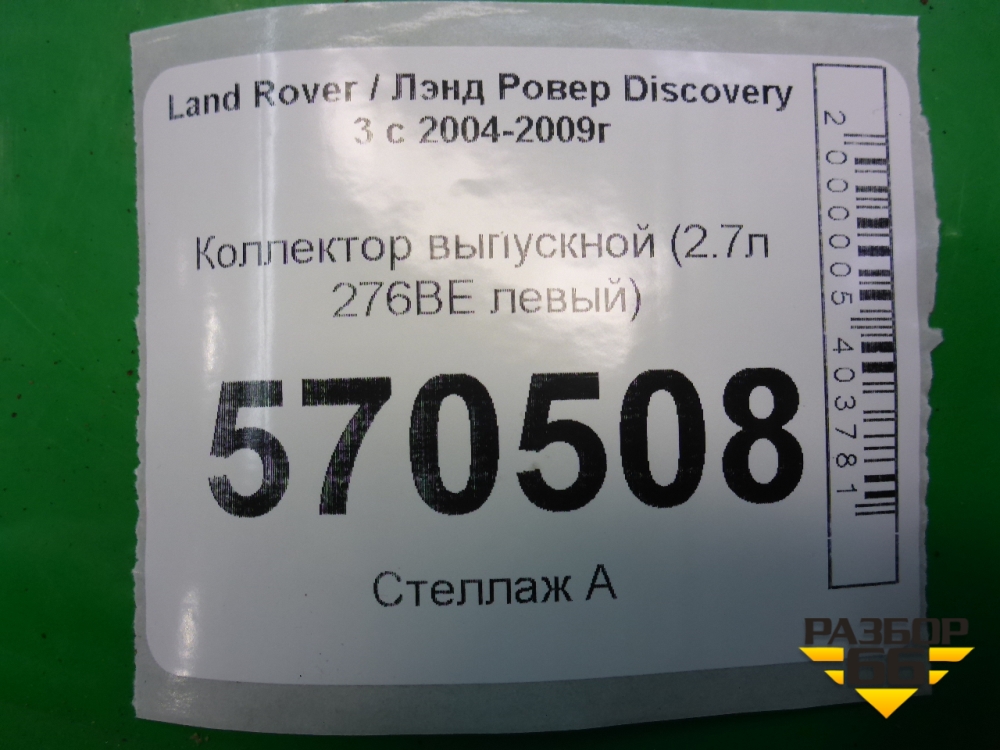 Land Rover / Лэнд Ровер Discovery
3 с 2004-2009г
Коллектор выпускной (2.7л
276BE левый)
570508
Стеллаж А
2000005403781
РАЗБОР
66